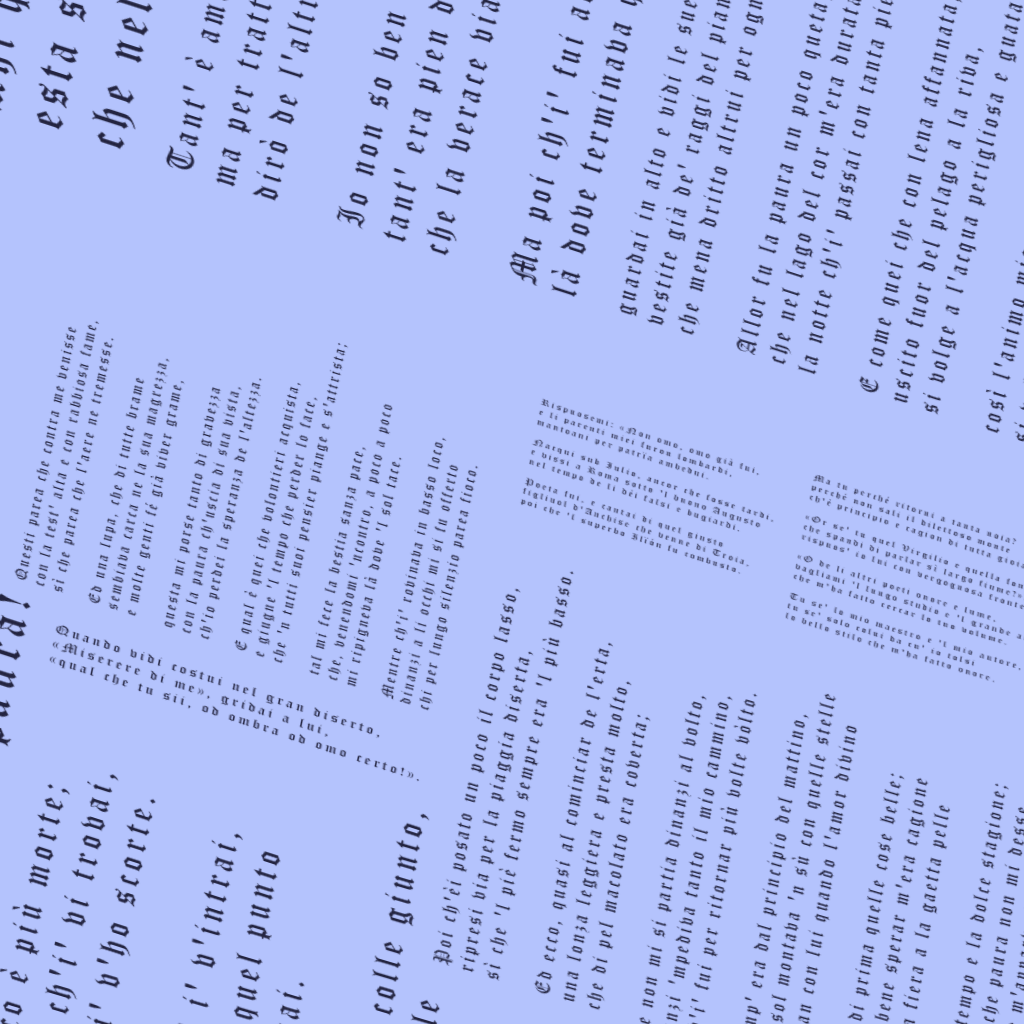 esta s
che nel
Tant' è am
ma per tratt
dirò de l'altr
Io non so ben
tant' era pien d
che la verace via
Ma poi ch'i' fui a
là dove terminava q
guardai in alto e vidi le sue
vestite già de' raggi del pian
che mena dritto altrui per ogn
Allor fu la paura un poco queta,
che nel lago del cor m'era durata
la notte ch'i' passai con tanta pie
E come quei che con lena affannata,
uscito fuor del pelago a la riva,
si volge a l'acqua perigliosa e guata,
così l'animo mi
paura!
è più morte;
ch'i' vi trovai,
i' v'ho scorte.
i' v'intrai,
quel punto
ai.
colle giunto,
le
Poi ch'èi posato un poco il corpo lasso,
ripresi via per la piaggia diserta,
sì che 'l piè fermo sempre era 'l più basso.
Ed ecco, quasi al cominciar de l'erta,
una lonza leggiera e presta molto,
che di pel macolato era coverta;
e non mi si partia dinanzi al volto,
anzi 'mpediva tanto il mio cammino,
i' fui per ritornar più volte vòlto.
mp' era dal principio del mattino,
sol montava 'n sù con quelle stelle
an con lui quando l'amor divino
di prima quelle cose belle;
bene sperar m'era cagione
fiera a la gaetta pelle
tempo e la dolce stagione;
che paura non mi desse
Questi parea che contra me venisse
con la test' alta e con rabbiosa fame,
sì che parea che l'aere ne tremesse.
Ed una lupa, che di tutte brame
sembiava carca ne la sua magrezza,
e molte genti fé già viver grame,
questa mi porse tanto di gravezza
con la paura ch'uscia di sua vista,
ch'io perdei la speranza de l'altezza.
E qual è quei che volontieri acquista,
e giugne 'l tempo che perder lo face,
che 'n tutti suoi pensier piange e s'attrista;
tal mi fece la bestia sanza pace,
che, venendomi 'ncontro, a poco a poco
mi ripigneva là dove 'l sol tace.
Mentre ch'i' rovinava in basso loco,
dinanzi a li occhi mi si fu offerto
chi per lungo silenzio parea fioco.
Quando vidi costui nel gran diserto,
«Miserere di me», gridai a lui,
«qual che tu sii, od ombra od omo certo!».
Rispuosemi: «Non omo, omo già fui,
e li parenti miei furon lombardi,
mantoani per patrïa ambedui.
Nacqui sub Iulio, ancor che fosse tardi,
e vissi a Roma sotto 'l buono Augusto
nel tempo de li dèi falsi e bugiardi.
Poeta fui, e cantai di quel giusto
figliuol d'Anchise che venne di Troia,
poi che 'l superbo Ilïón fu combusto.
Ma tu perché ritorni a tanta noia?
perché non sali il dilettoso monte
ch'è principio e cagion di tutta gioia
«Or se' tu quel Virgilio e quella fon
che spandi di parlar sì largo fiume?»
rispuos' io lui con vergognosa fronte
«O de li altri poeti onore e lume,
vagliami 'l lungo studio e 'l grande a
che m'ha fatto cercar lo tuo volume.
Tu se' lo mio maestro e 'l mio autore,
tu se' solo colui da cu' io tolsi
lo bello stilo che m'ha fatto onore.